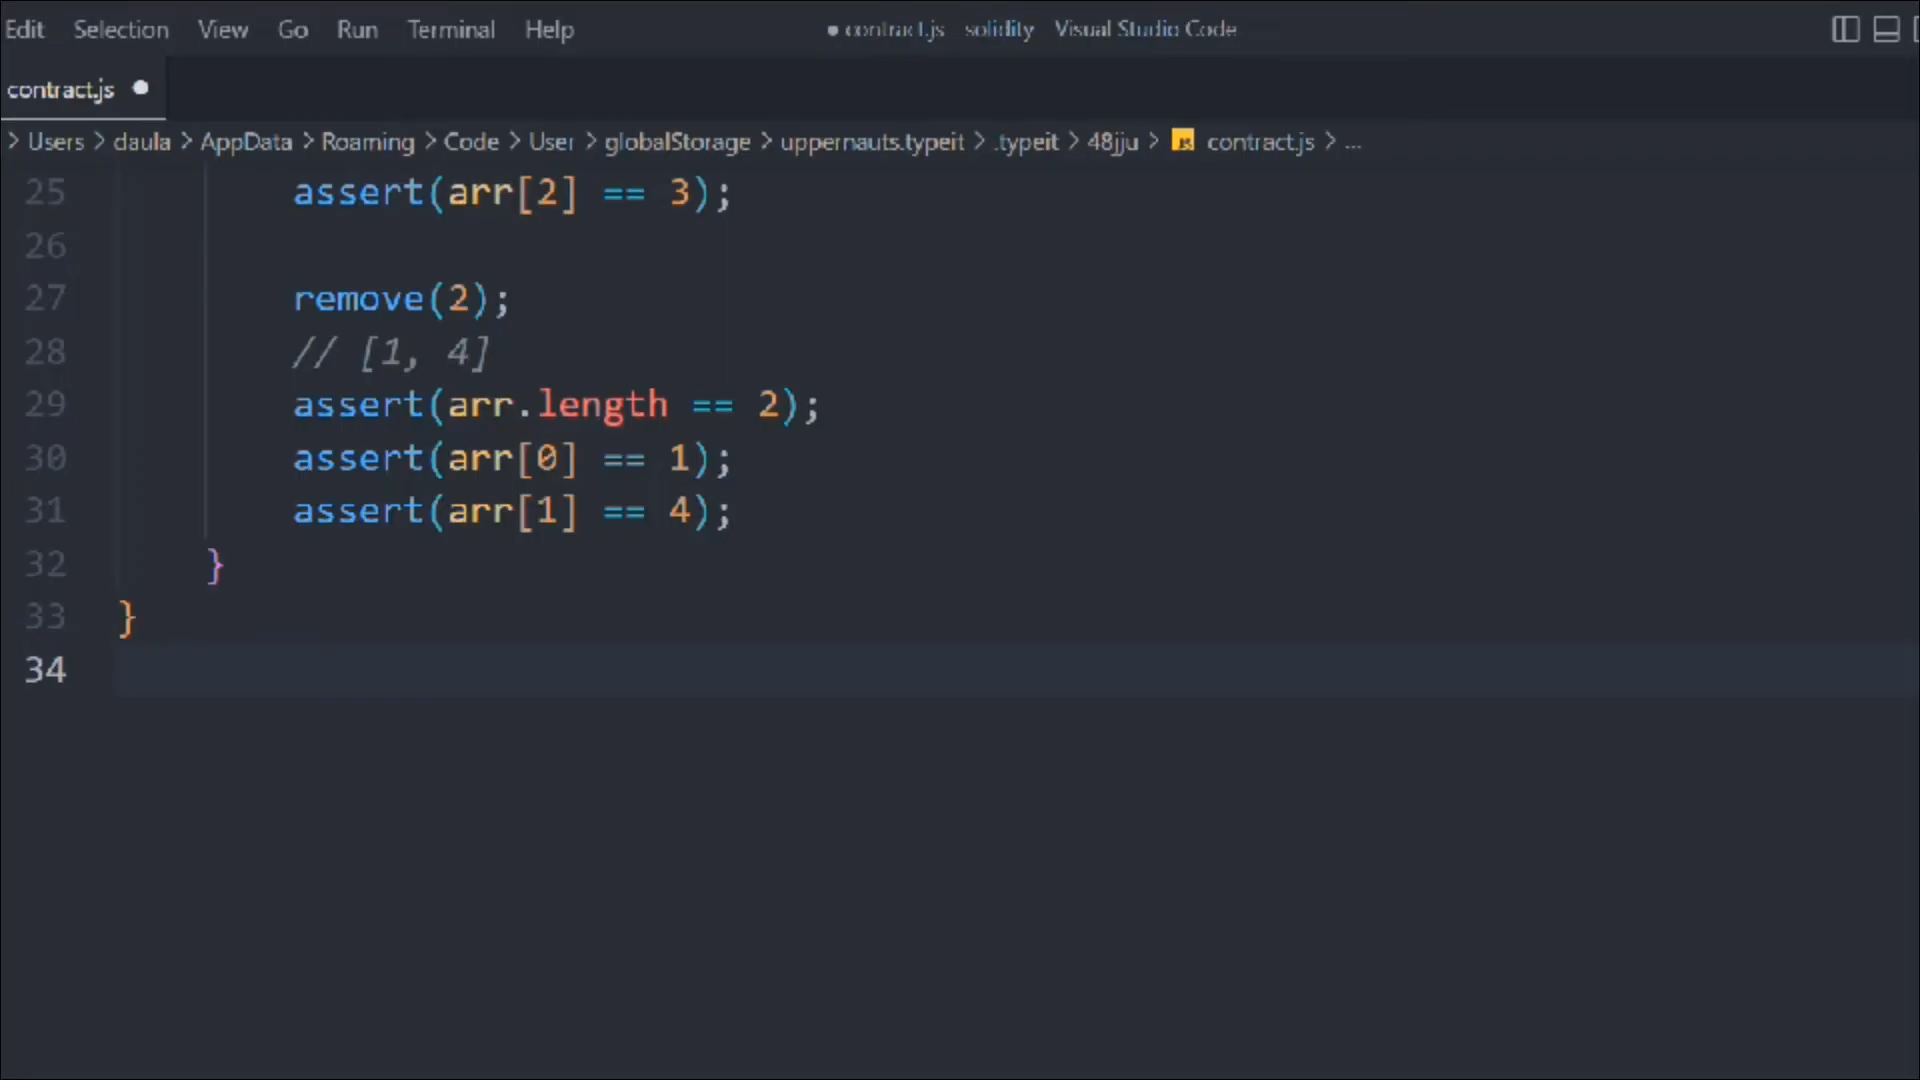 Edit Selection View Go Run Terminal Help ● contract.js solidity Visual Studio Code
contract.js ●
> Users > daula > AppData > Roaming > Code > User > globalStorage > uppernauts.typeit > .typeit > 48jju > JS contract.js > ...
25 assert(arr[2] == 3);
26
27 remove(2);
28 // [1, 4]
29 assert(arr.length == 2);
30 assert(arr[0] == 1);
31 assert(arr[1] == 4);
32 }
33 }
34